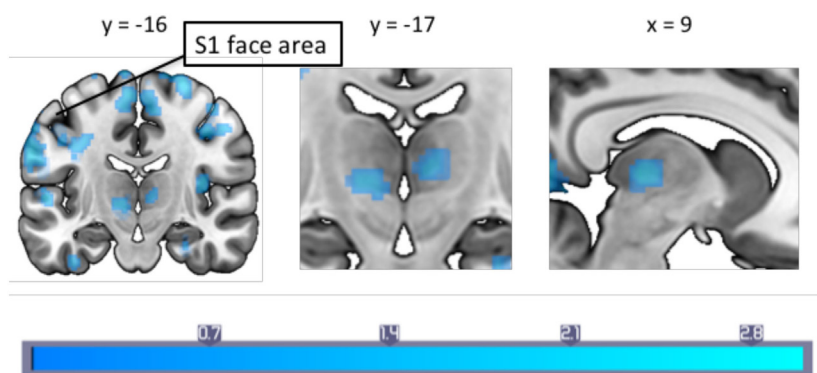 y = -16
S1 face area
y = -17
x = 9
0.7 1.4 2.1 2.8